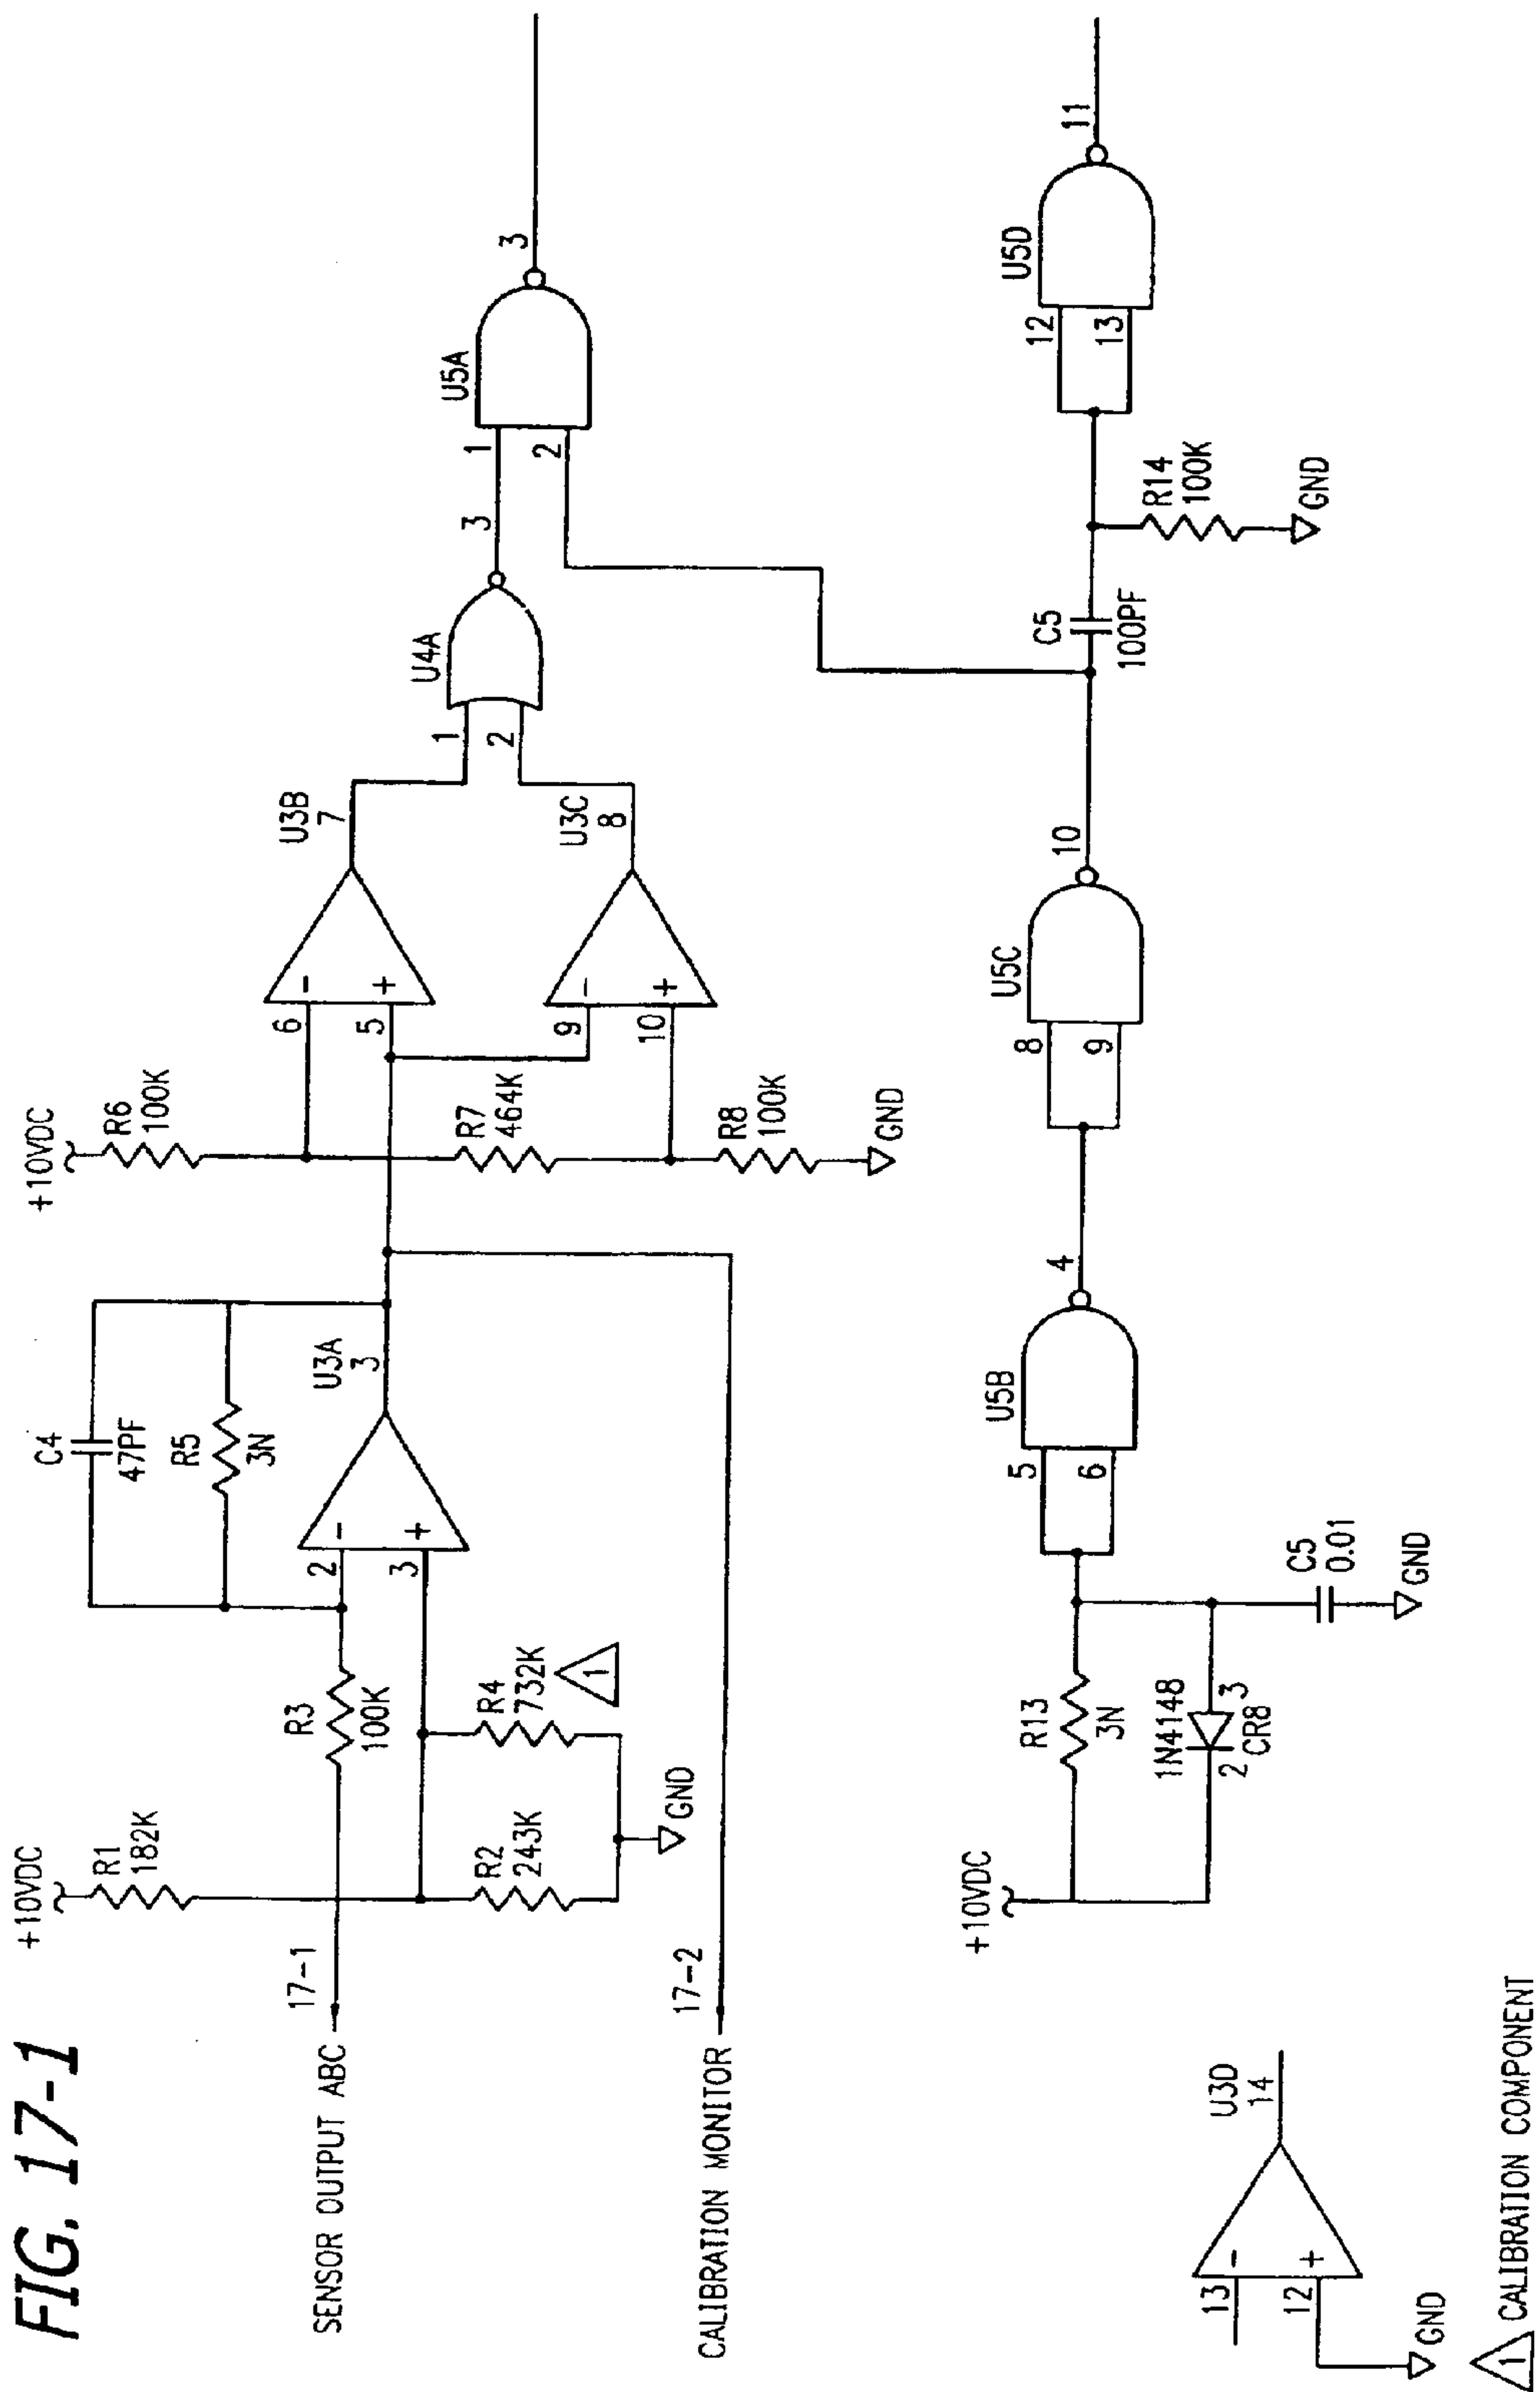 FIG. 17-1
+10VDC
R1
182K
SENSOR OUTPUT ABC
17-1
R3
100K
R2
243K
R4
732K
1
GND
C4
47PF
R5
3N
2
3
-
+
U3A
3
CALIBRATION MONITOR
17-2
+10VDC
R6
100K
R7
464K
R8
100K
GND
6
5
-
+
U3B
7
9
10
-
+
U3C
8
1
2
U4A
3
1
2
U5A
3
+10VDC
R13
3N
1N4148
2
3
CR8
C5
0.01
GND
5
6
U5B
4
8
9
U5C
10
C5
100PF
R14
100K
GND
12
13
U5D
11
13
12
-
+
U3D
14
GND
1 CALIBRATION COMPONENT